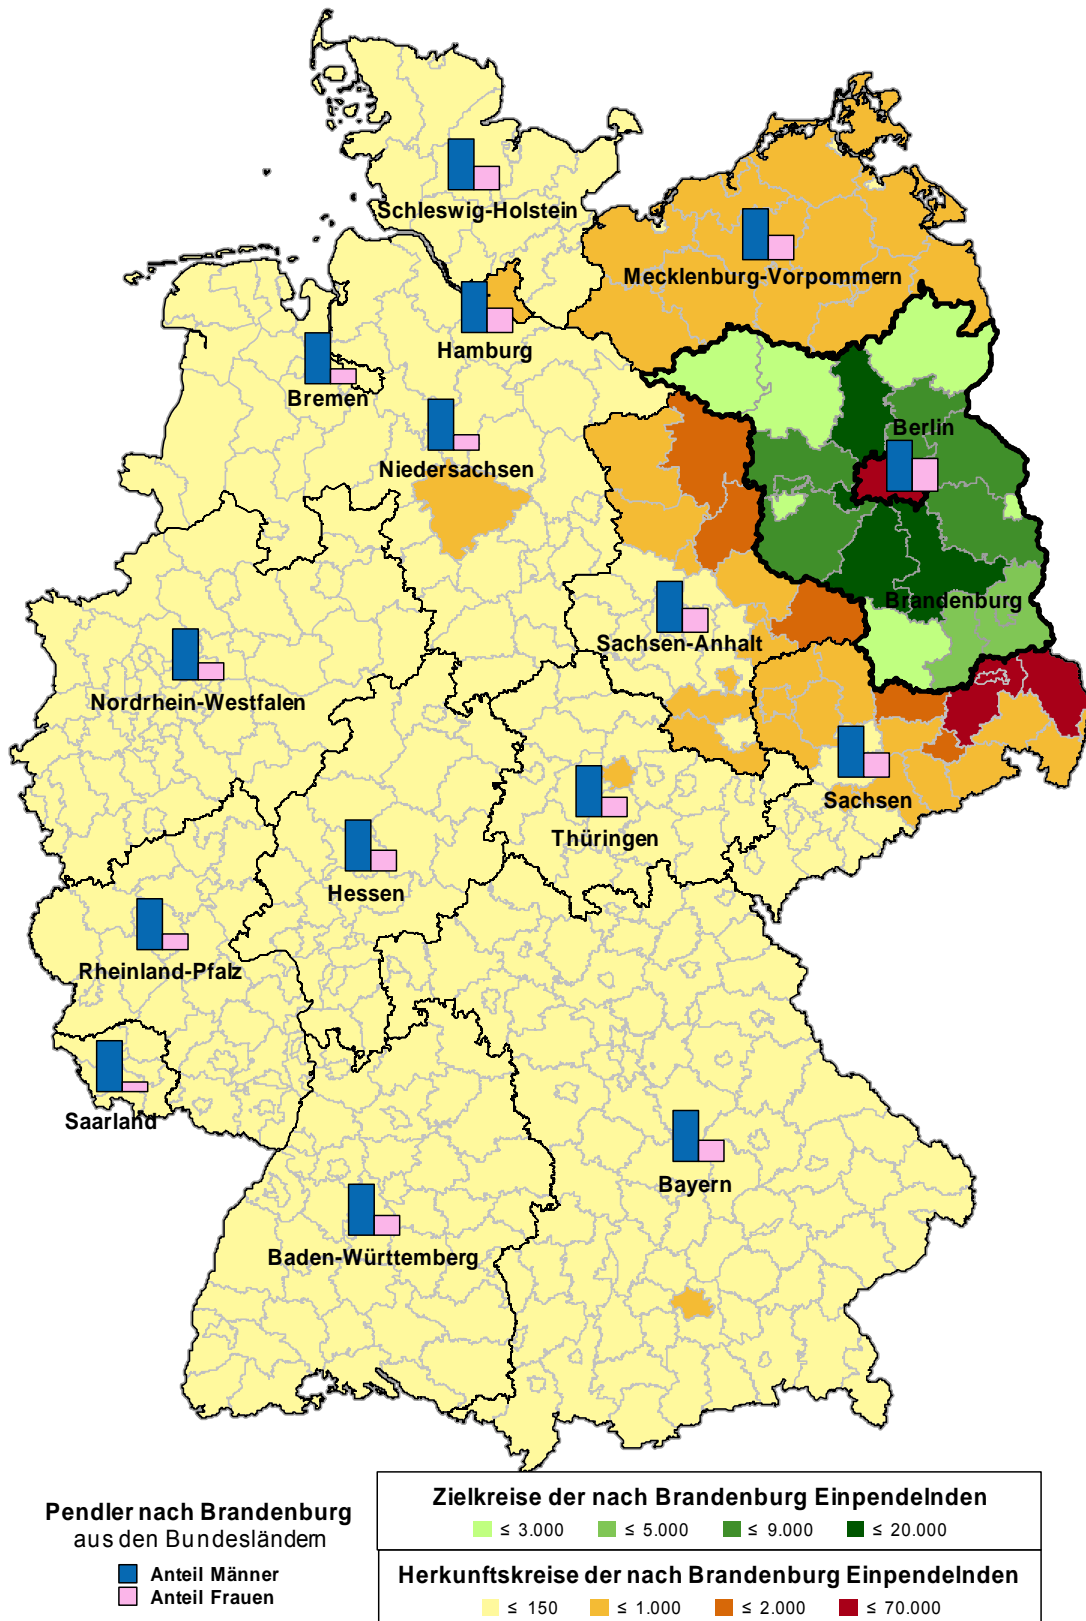 Schleswig-Holstein
Mecklenburg-Vorpommern
Hamburg
Bremen
Berlin
Niedersachsen
Brandenburg
Sachsen-Anhalt
Nordrhein-Westfalen
Sachsen
Thüringen
Hessen
Rheinland-Pfalz
Saarland
Bayern
Baden-Württemberg
Pendler nach Brandenburg
aus den Bundesländern
Anteil Männer
Anteil Frauen
Zielkreise der nach Brandenburg Einpendelnden
≤ 3.000 ≤ 5.000 ≤ 9.000 ≤ 20.000
Herkunftskreise der nach Brandenburg Einpendelnden
≤ 150 ≤ 1.000 ≤ 2.000 ≤ 70.000